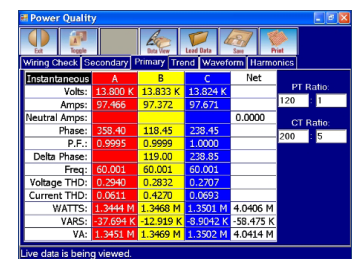 Power Quality
Exit Toggle Data View Load Data Save Print
Wiring Check Secondary Primary Trend Waveform Harmonics
Instantaneous A B C Net
Volts: 13.800 K 13.833 K 13.824 K
Amps: 97.466 97.372 97.671
Neutral Amps: 0.0000
Phase: 358.40 118.45 238.45
P.F.: 0.9995 0.9999 1.0000
Delta Phase: 119.00 238.85
Freq: 60.001 60.001 60.001
Voltage THD: 0.2940 0.2832 0.2707
Current THD: 0.0611 0.4270 0.0693
WATTS: 1.3444 M 1.3468 M 1.3501 M 4.0406 M
VARS: -37.694 K -12.919 K -8.9042 K -58.475 K
VA: 1.3451 M 1.3469 M 1.3502 M 4.0414 M
PT Ratio:
120 : 1
CT Ratio:
200 : 5
Live data is being viewed.